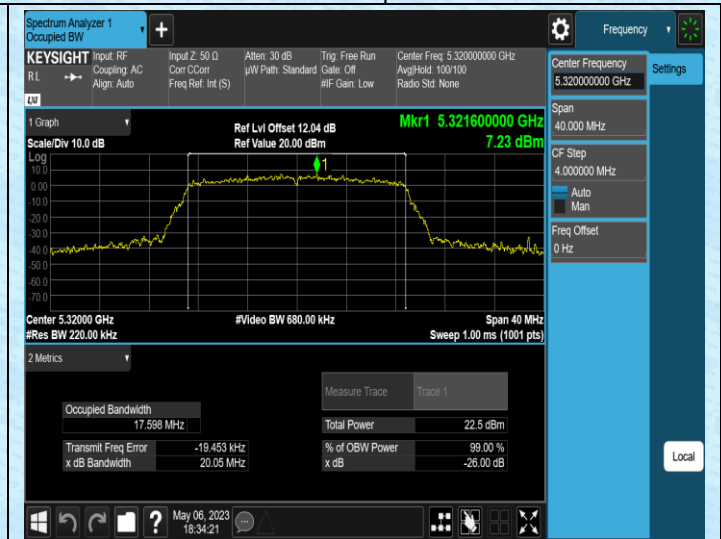 Spectrum Analyzer 1
Occupied BW
+
Frequency
KEYSIGHT
R L
LXI
Input: RF
Coupling: AC
Align: Auto
Input Z: 50 Ω
Corr CCorr
Freq Ref: Int (S)
Atten: 30 dB
µW Path: Standard
Trig: Free Run
Gate: Off
#IF Gain: Low
Center Freq: 5.320000000 GHz
Avg|Hold: 100/100
Radio Std: None
Center Frequency
5.320000000 GHz
Settings
Span
40.000 MHz
CF Step
4.000000 MHz
Auto
Man
Freq Offset
0 Hz
Local
1 Graph
Scale/Div 10.0 dB
Ref Lvl Offset 12.04 dB
Ref Value 20.00 dBm
Mkr1 5.321600000 GHz
7.23 dBm
Log
10.0
0.00
-10.0
-20.0
-30.0
-40.0
-50.0
-60.0
-70.0
1
Center 5.32000 GHz
#Res BW 220.00 kHz
#Video BW 680.00 kHz
Span 40 MHz
Sweep 1.00 ms (1001 pts)
2 Metrics
Measure Trace Trace 1
Occupied Bandwidth
17.598 MHz
Total Power 22.5 dBm
Transmit Freq Error -19.453 kHz
% of OBW Power 99.00 %
x dB Bandwidth 20.05 MHz
x dB -26.00 dB
?
May 06, 2023
18:34:21